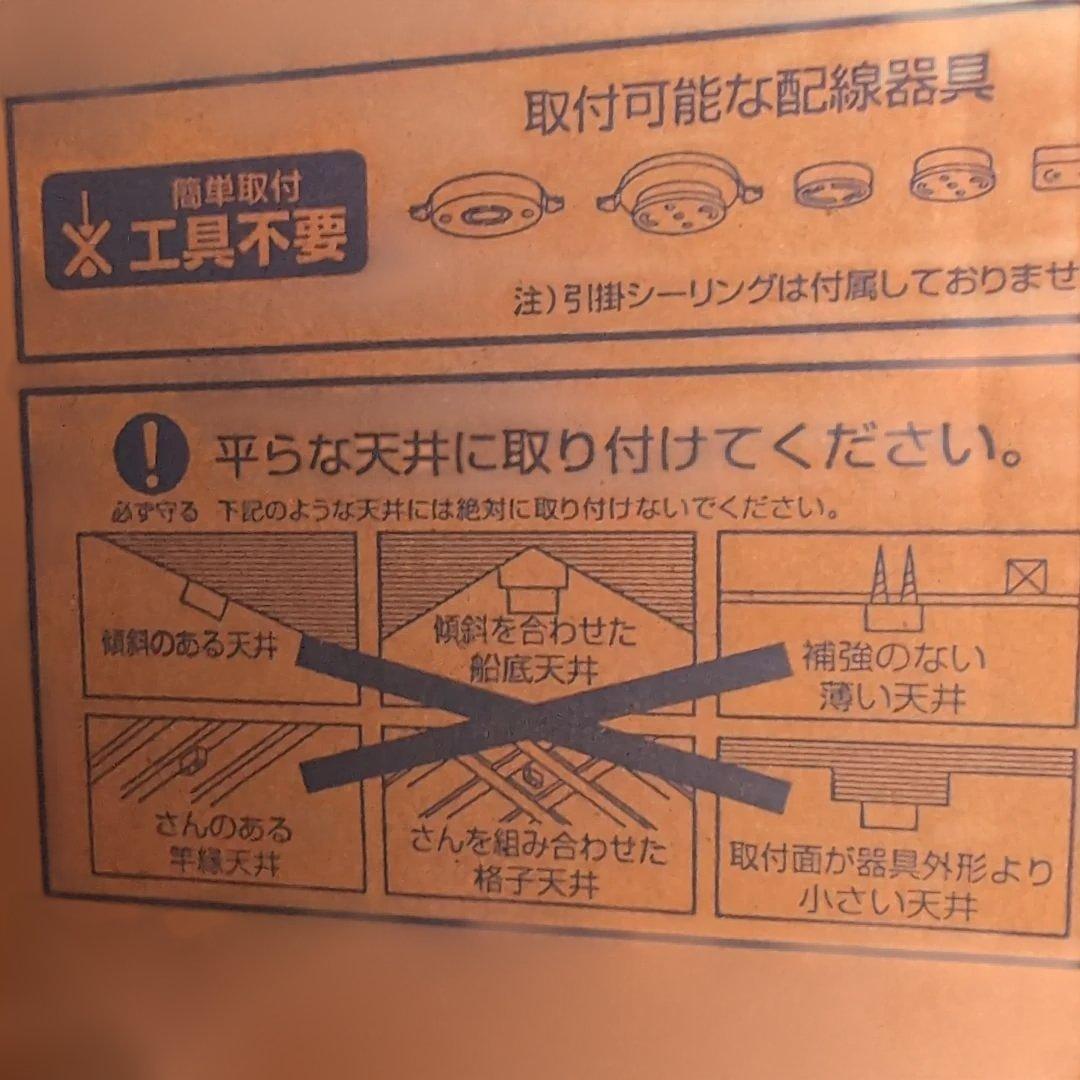 取付可能な配線器具
簡単取付
工具不要
注)引掛シーリングは付属しておりませ
平らな天井に取り付けてください。
必ず守る 下記のような天井には絶対に取り付けないでください。
傾斜のある天井
傾斜を合わせた
船底天井
補強のない
薄い天井
さんのある
竿縁天井
さんを組み合わせた
格子天井
取付面が器具外形より
小さい天井